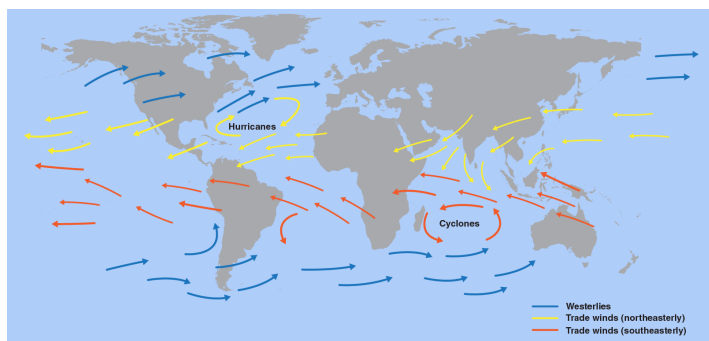 Hurricanes
Cyclones
Westerlies
Trade winds (northeasterly)
Trade winds (southeasterly)